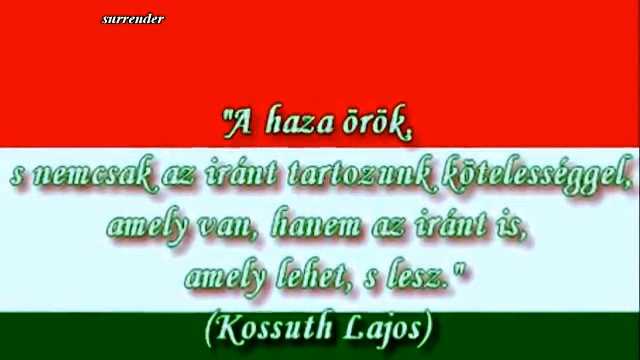 surrender
"A haza örök,
s nemcsak az iránt tartozunk kötelességgel,
amely van, hanem az iránt is,
amely lehet, s lesz."
(Kossuth Lajos)